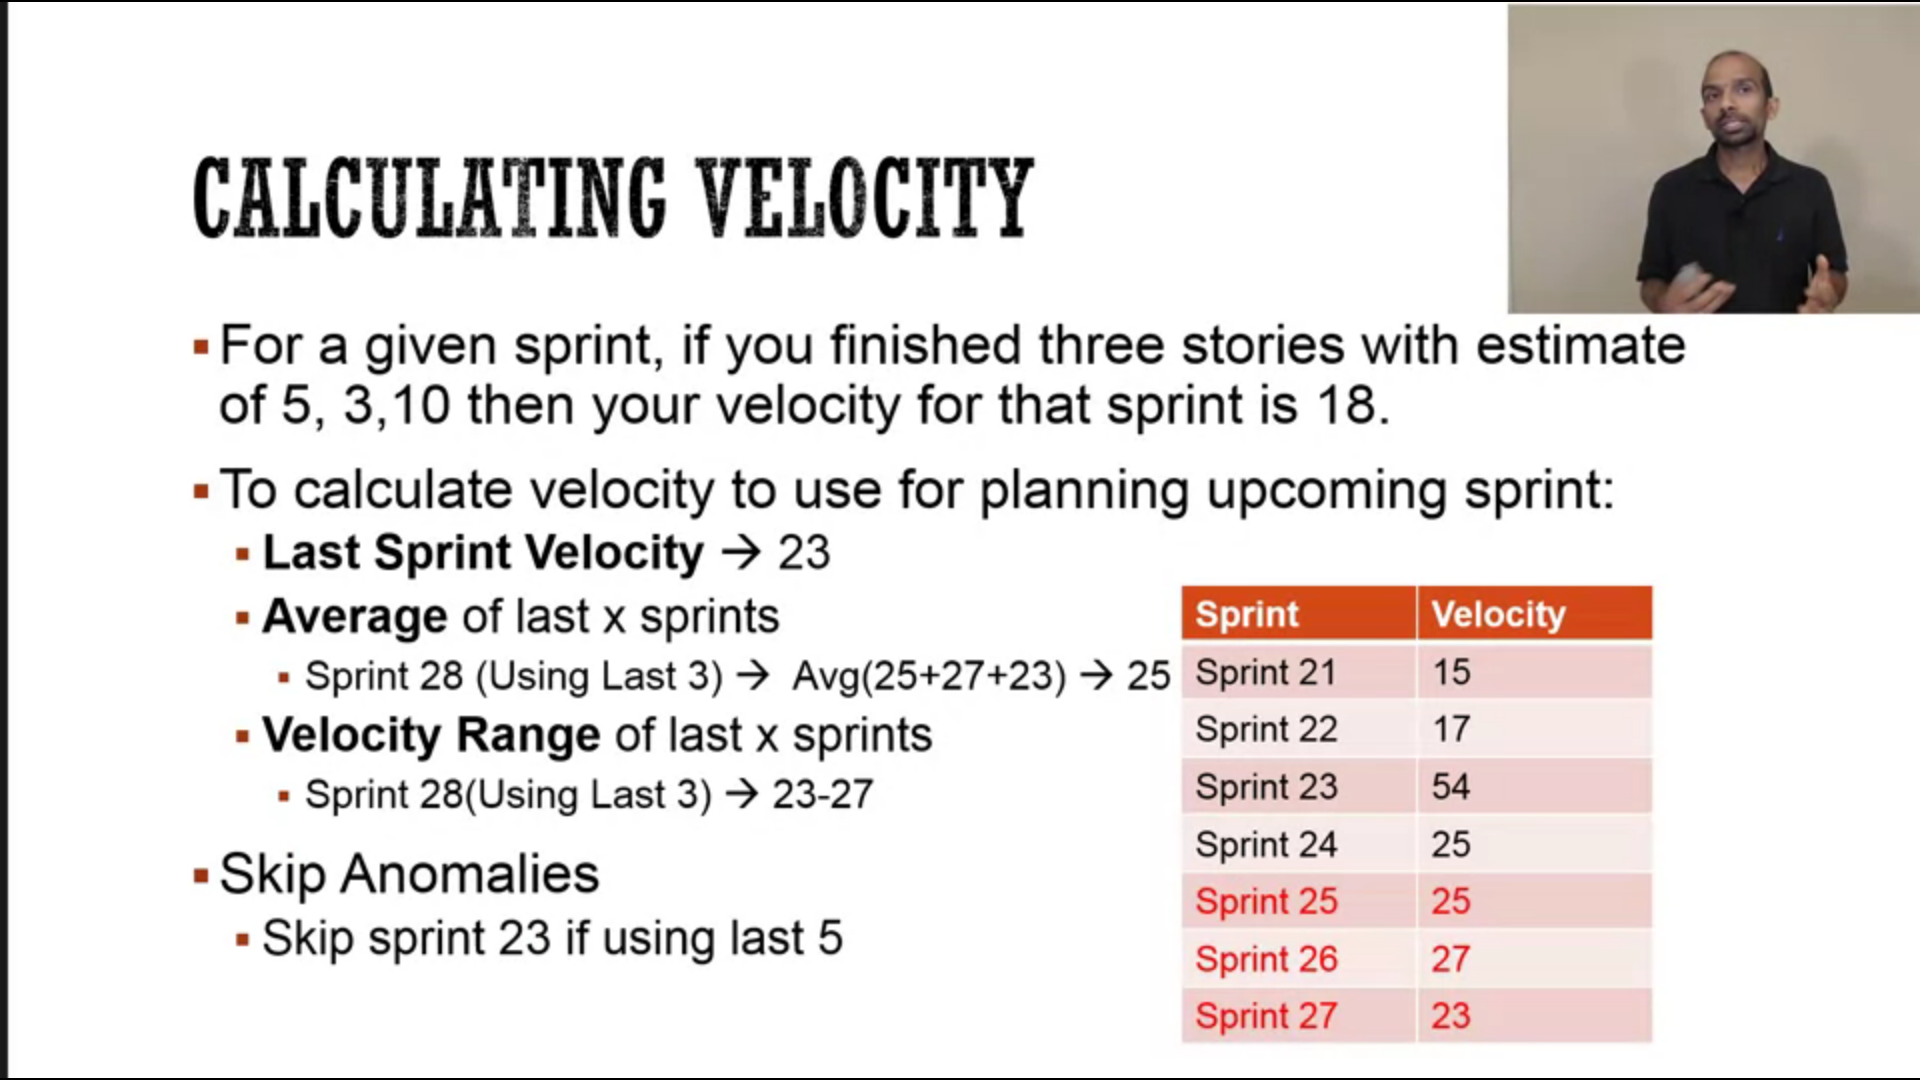 CALCULATING VELOCITY
▪ For a given sprint, if you finished three stories with estimate
of 5, 3,10 then your velocity for that sprint is 18.
▪ To calculate velocity to use for planning upcoming sprint:
▪ Last Sprint Velocity → 23
▪ Average of last x sprints
▪ Sprint 28 (Using Last 3) → Avg(25+27+23) → 25
▪ Velocity Range of last x sprints
▪ Sprint 28(Using Last 3) → 23-27
▪ Skip Anomalies
▪ Skip sprint 23 if using last 5
Sprint Velocity
Sprint 21 15
Sprint 22 17
Sprint 23 54
Sprint 24 25
Sprint 25 25
Sprint 26 27
Sprint 27 23